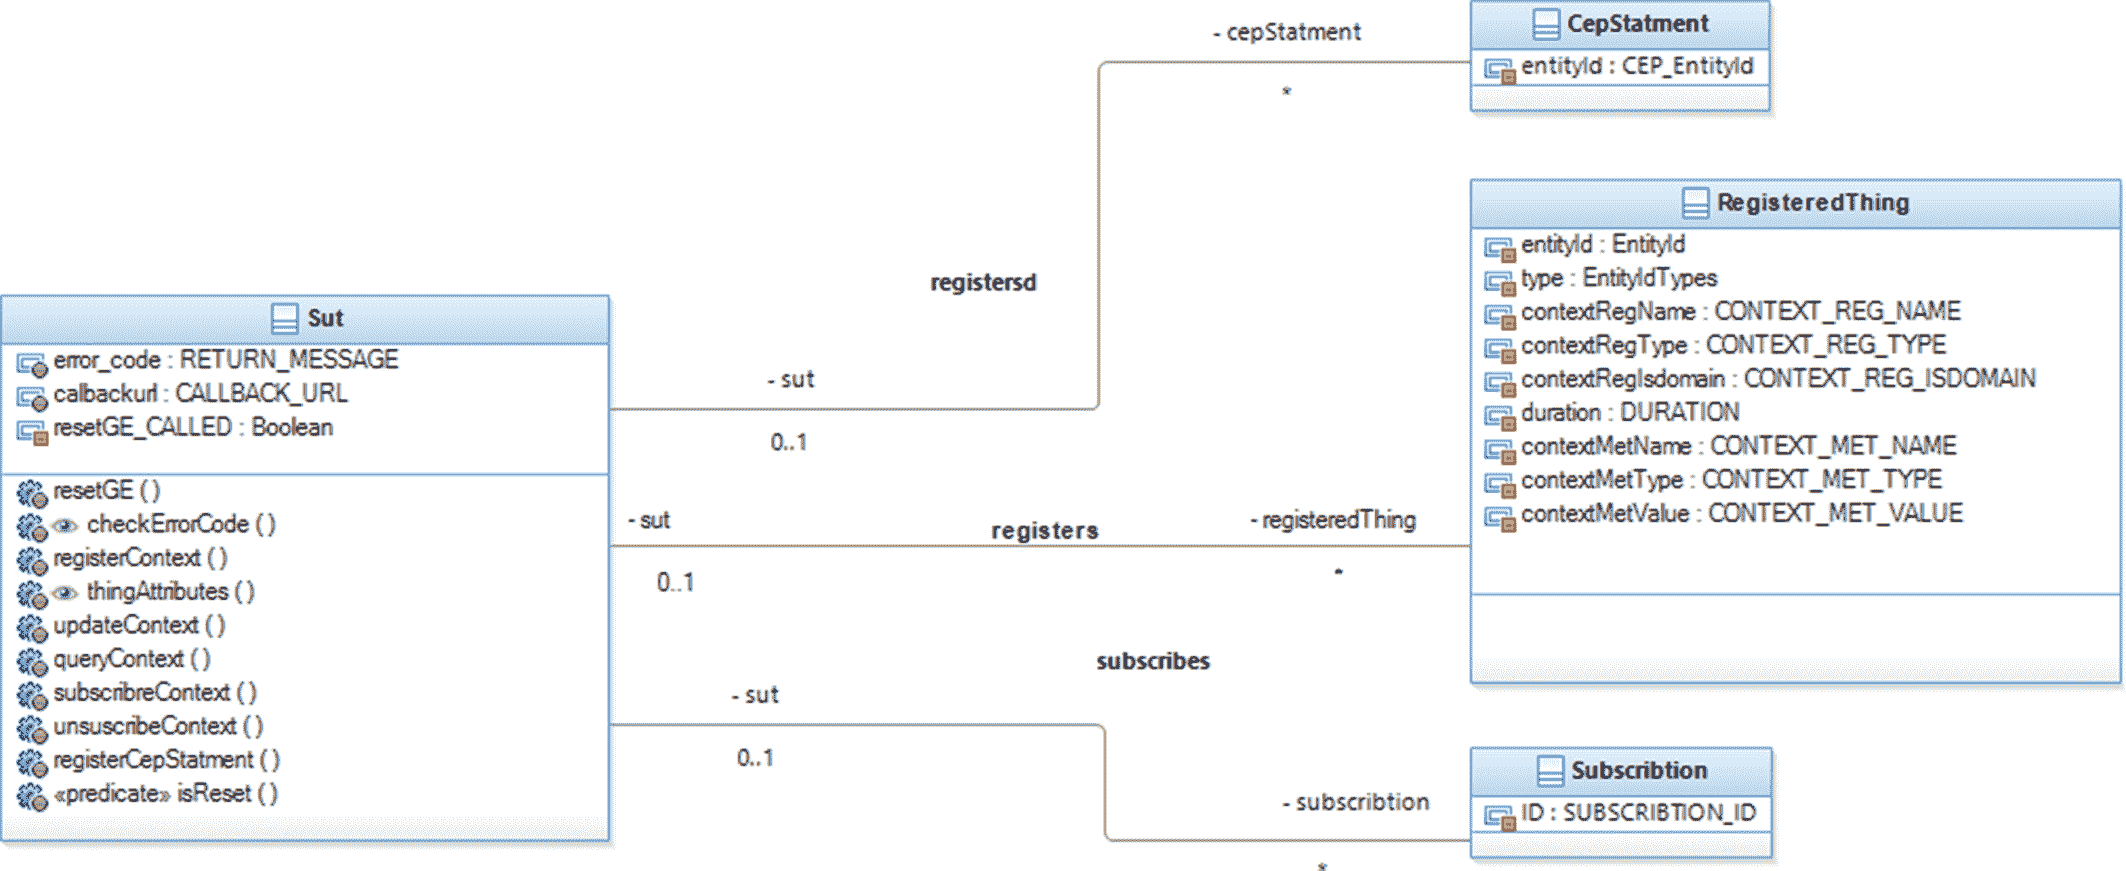 - cepStatment
*
CepStatment
entityId : CEP_EntityId
registersd
- sut
0..1
RegisteredThing
entityId : EntityId
type : EntityIdTypes
contextRegName : CONTEXT_REG_NAME
contextRegType : CONTEXT_REG_TYPE
contextRegIsdomain : CONTEXT_REG_ISDOMAIN
duration : DURATION
contextMetName : CONTEXT_MET_NAME
contextMetType : CONTEXT_MET_TYPE
contextMetValue : CONTEXT_MET_VALUE
Sut
error_code : RETURN_MESSAGE
calbackurl : CALLBACK_URL
resetGE_CALLED : Boolean
resetGE ()
checkErrorCode ()
registerContext ()
thingAttributes ()
updateContext ()
queryContext ()
subscribreContext ()
unsuscribeContext ()
registerCepStatment ()
«predicate» isReset ()
- sut
0..1
registers
- registeredThing
*
subscribes
- sut
0..1
- subscribtion
*
Subscribtion
ID : SUBSCRIBTION_ID